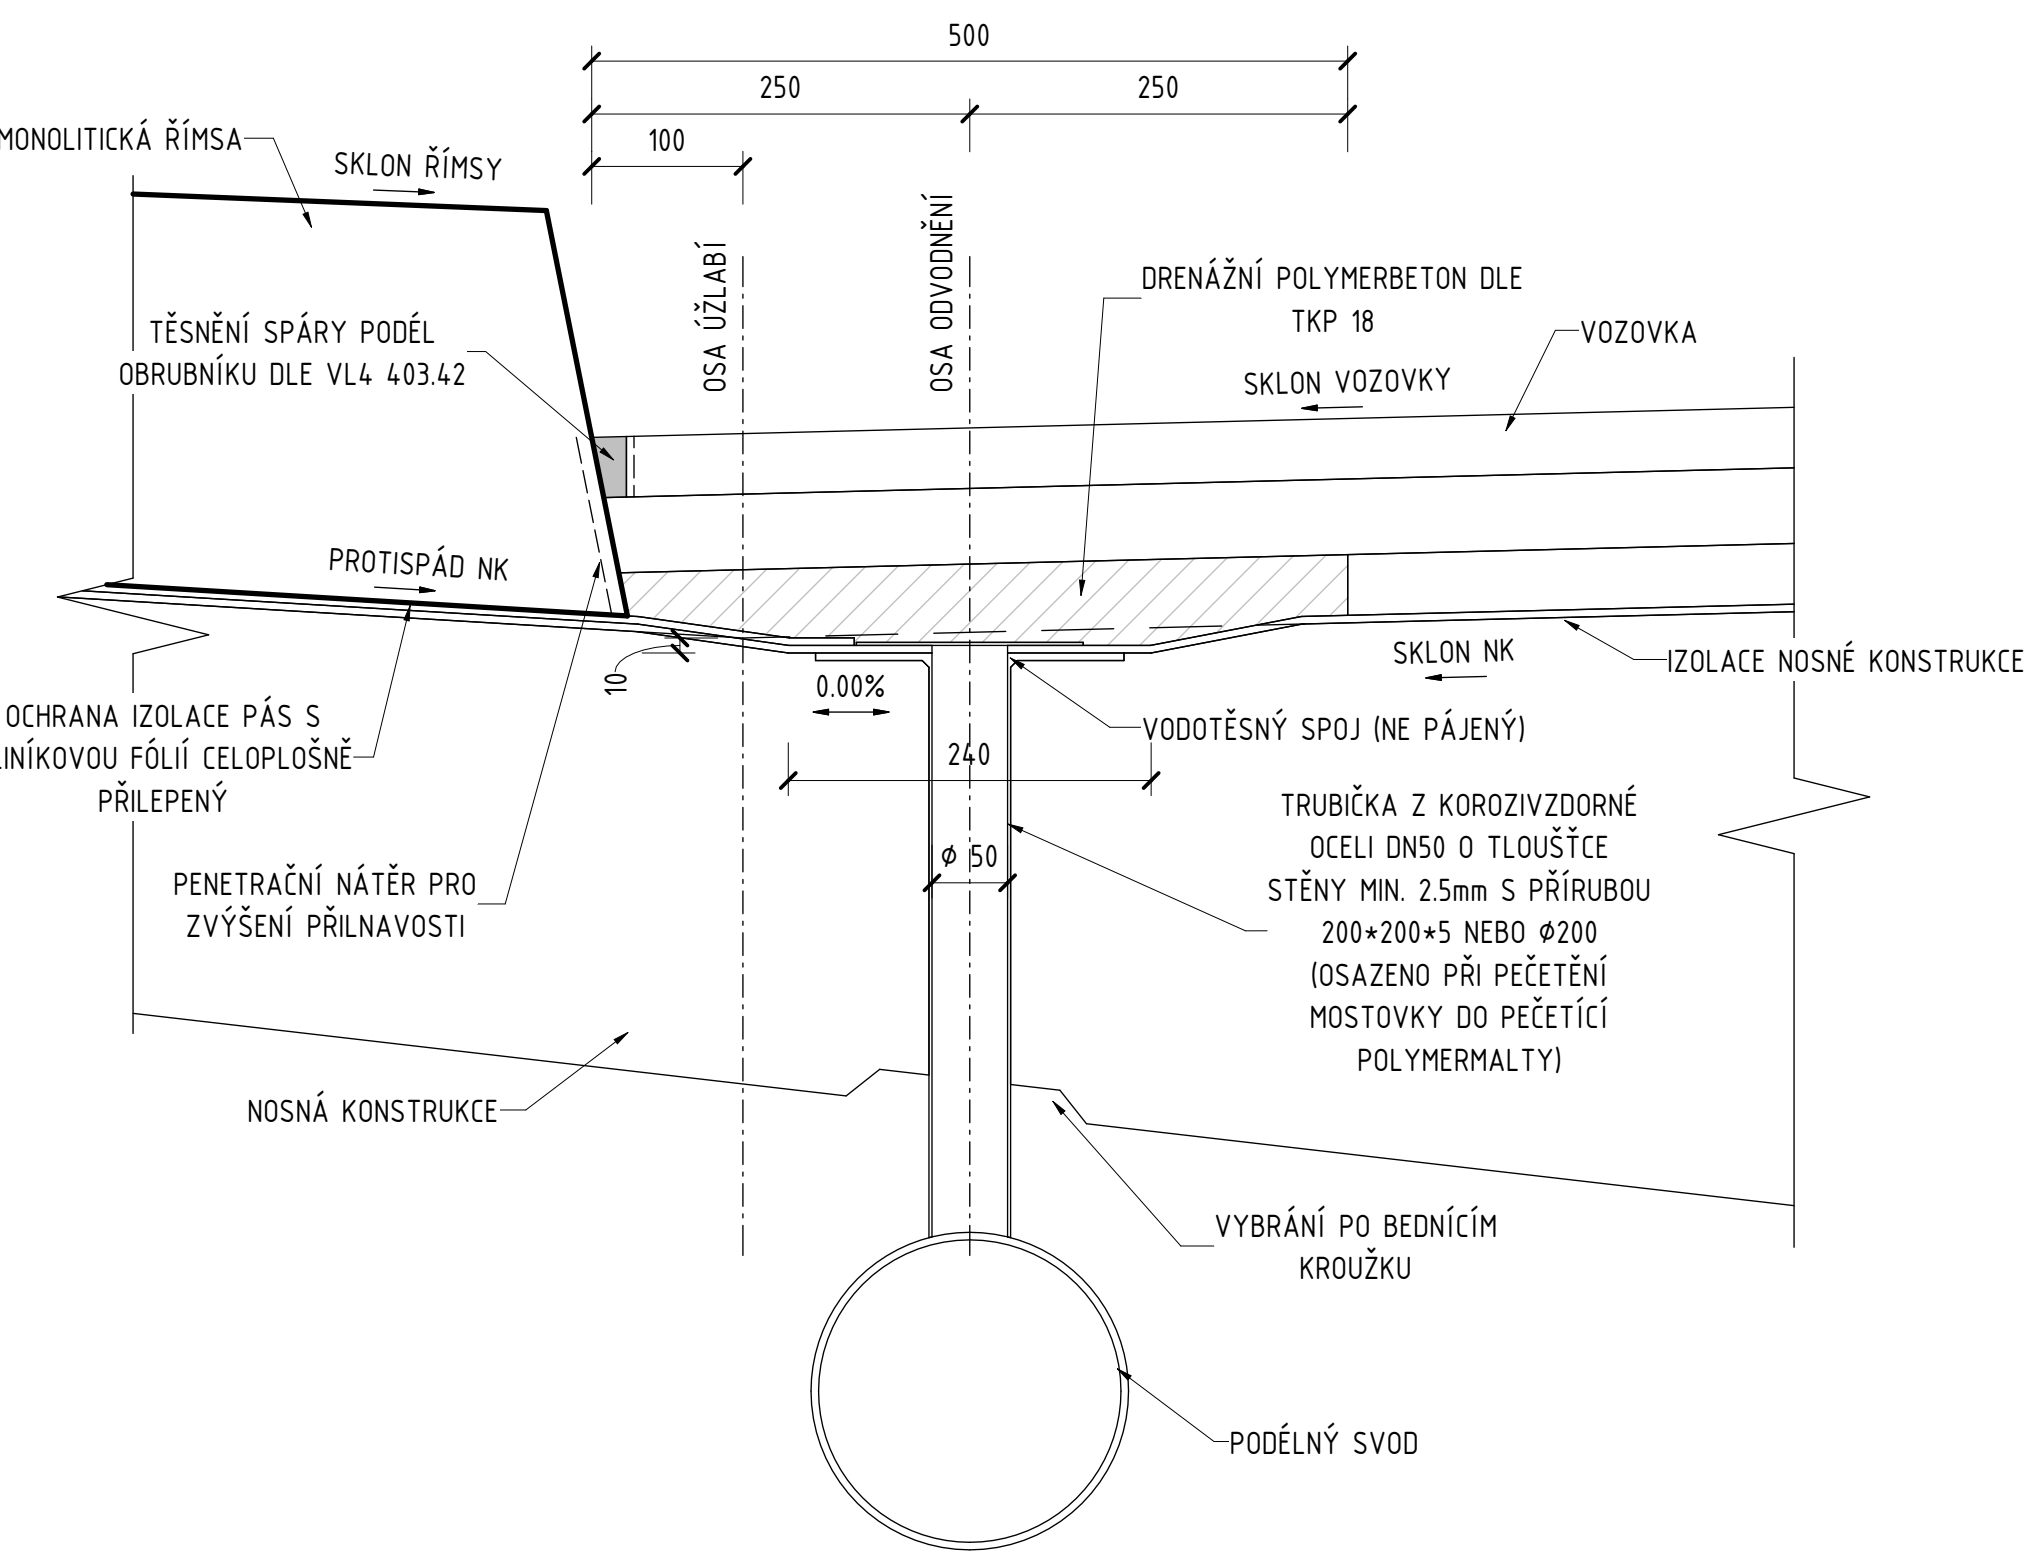 500
250
250
100
MONOLITICKÁ ŘÍMSA
SKLON ŘÍMSY
OSA ÚŽLABÍ
OSA ODVODNĚNÍ
DRENÁŽNÍ POLYMERBETON DLE
TKP 18
VOZOVKA
TĚSNĚNÍ SPÁRY PODÉL
OBRUBNÍKU DLE VL4 403.42
SKLON VOZOVKY
PROTISPÁD NK
SKLON NK
IZOLACE NOSNÉ KONSTRUKCE
10
0.00%
OCHRANA IZOLACE PÁS S
LINÍKOVOU FÓLIÍ CELOPLOŠNĚ
PŘILEPENÝ
VODOTĚSNÝ SPOJ (NE PÁJENÝ)
240
TRUBIČKA Z KOROZIVZDORNÉ
OCELI DN50 O TLOUŠŤCE
STĚNY MIN. 2.5mm S PŘÍRUBOU
200*200*5 NEBO Ø200
(OSAZENO PŘI PEČETĚNÍ
MOSTOVKY DO PEČETÍCÍ
POLYMERMALTY)
Ø 50
PENETRAČNÍ NÁTĚR PRO
ZVÝŠENÍ PŘILNAVOSTI
NOSNÁ KONSTRUKCE
VYBRÁNÍ PO BEDNÍCÍM
KROUŽKU
PODÉLNÝ SVOD